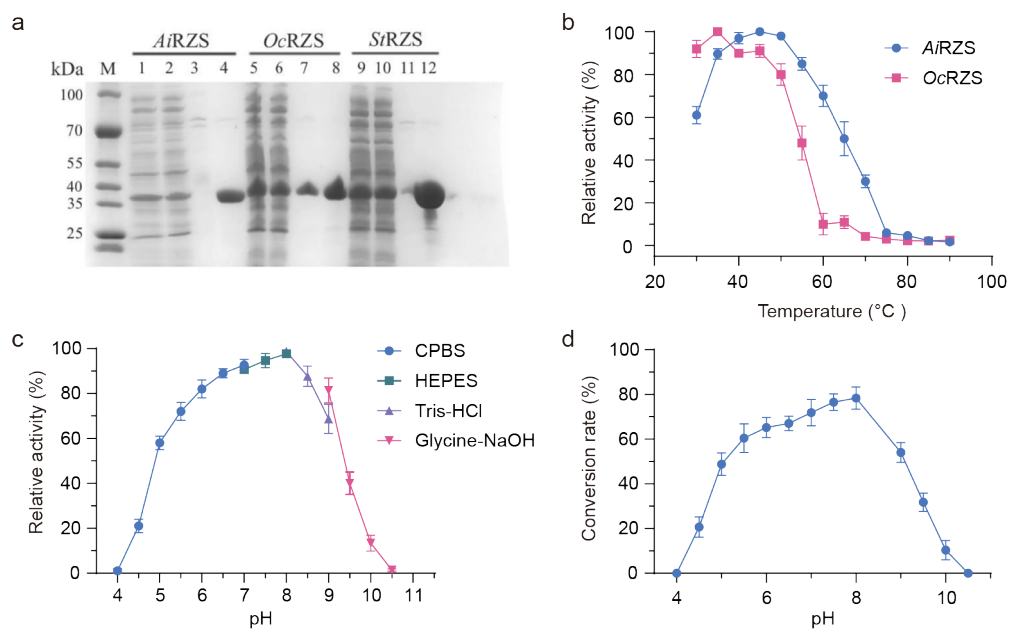 a
AiRZS OcRZS StRZS
kDa M 1 2 3 4 5 6 7 8 9 10 11 12
100
70
55
40
35
25
b
Relative activity (%)
100
80
60
40
20
0
20 40 60 80 100
Temperature (°C )
AiRZS
OcRZS
c
Relative activity (%)
100
80
60
40
20
0
4 5 6 7 8 9 10 11
pH
CPBS
HEPES
Tris-HCl
Glycine-NaOH
d
Conversion rate (%)
100
80
60
40
20
0
4 6 8 10
pH